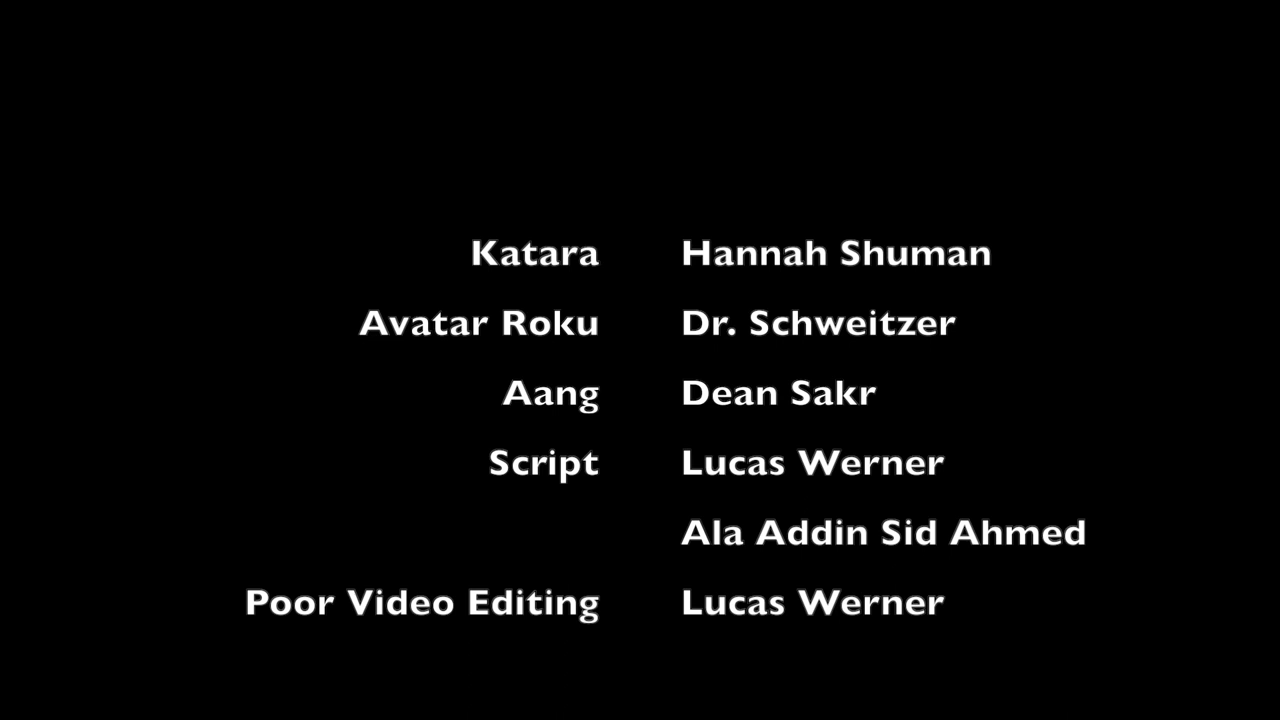 Katara Hannah Shuman
Avatar Roku Dr. Schweitzer
Aang Dean Sakr
Script Lucas Werner
Ala Addin Sid Ahmed
Poor Video Editing Lucas Werner